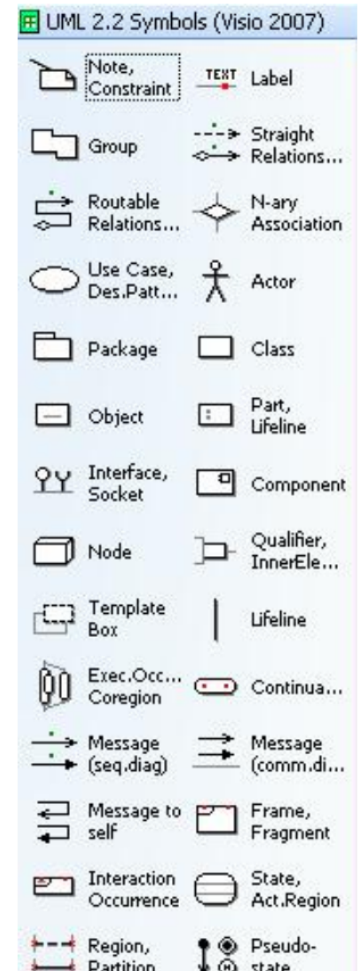 UML 2.2 Symbols (Visio 2007)
Note,
Constraint
TEXT
Label
Group
Straight
Relations...
Routable
Relations...
N-ary
Association
Use Case,
Des.Patt...
Actor
Package
Class
Object
Part,
Lifeline
Interface,
Socket
Component
Node
Qualifier,
InnerEle...
Template
Box
Lifeline
Exec.Occ...
Coregion
Continua...
Message
(seq.diag)
Message
(comm.di...
Message to
self
Frame,
Fragment
Interaction
Occurrence
State,
Act.Region
Region,
Partition
Pseudo-
state